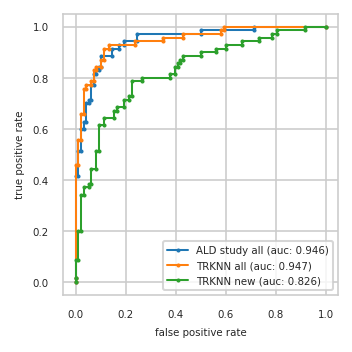 1.0
0.8
0.6
0.4
0.2
0.0
true positive rate
ALD study all (auc: 0.946)
TRKNN all (auc: 0.947)
TRKNN new (auc: 0.826)
0.0 0.2 0.4 0.6 0.8 1.0
false positive rate